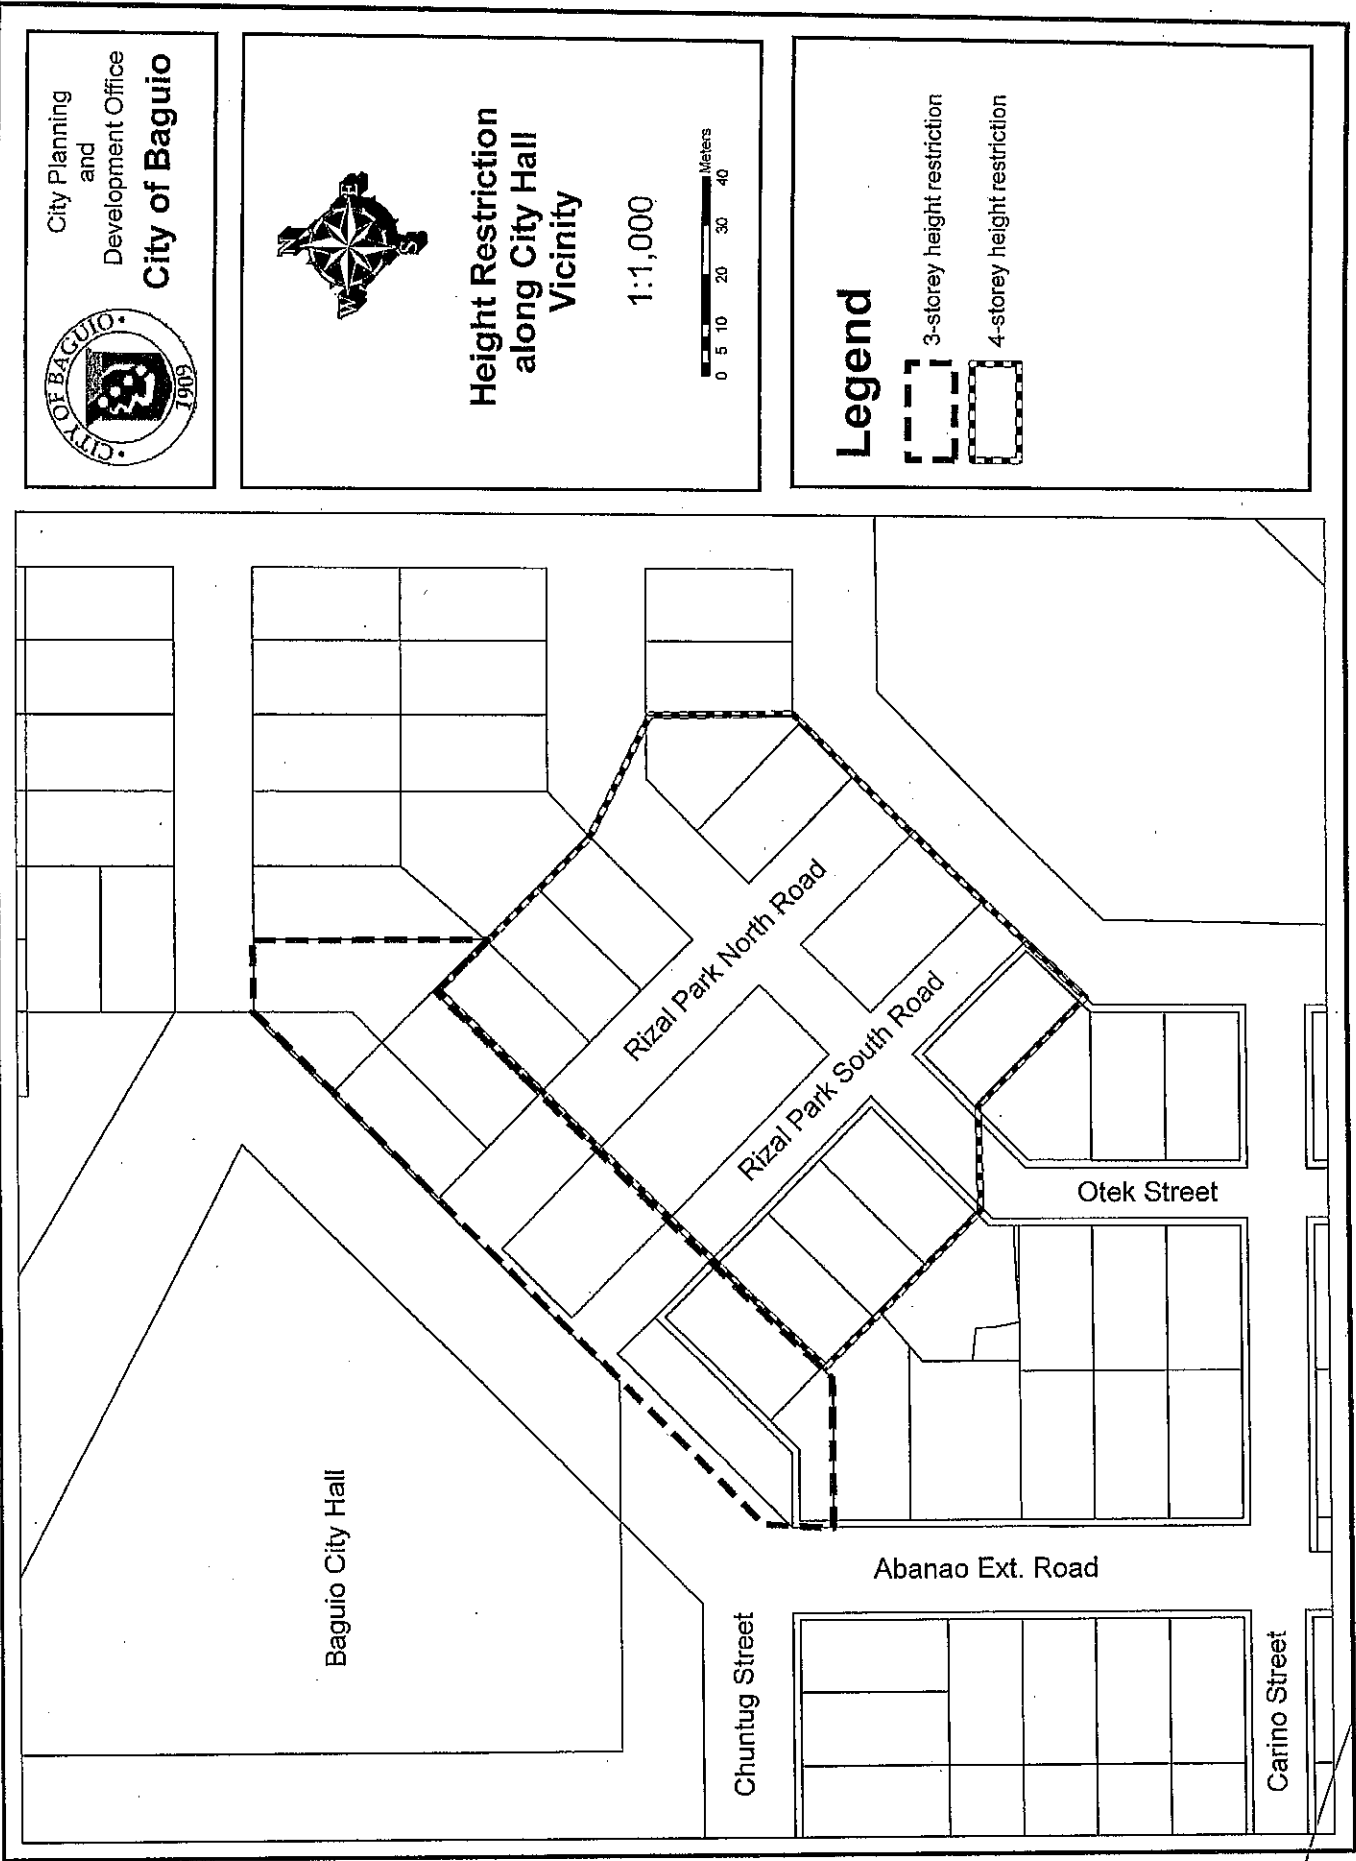 CITY OF BAGUIO
1909
City Planning
and
Development Office
City of Baguio
N
W
E
S
Height Restriction
along City Hall
Vicinity
1:1,000
0 5 10 20 30 40
Meters
Legend
3-storey height restriction
4-storey height restriction
Rizal Park North Road
Rizal Park South Road
Otek Street
Baguio City Hall
Abanao Ext. Road
Chuntug Street
Carino Street